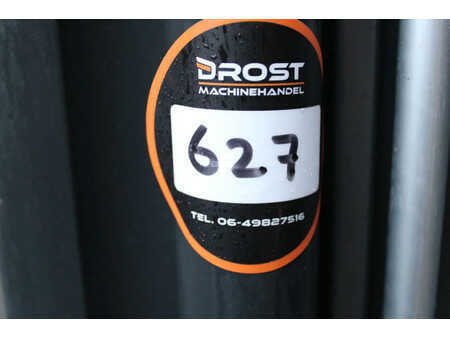 DROST
MACHINEHANDEL
627
TEL. 06-49827516